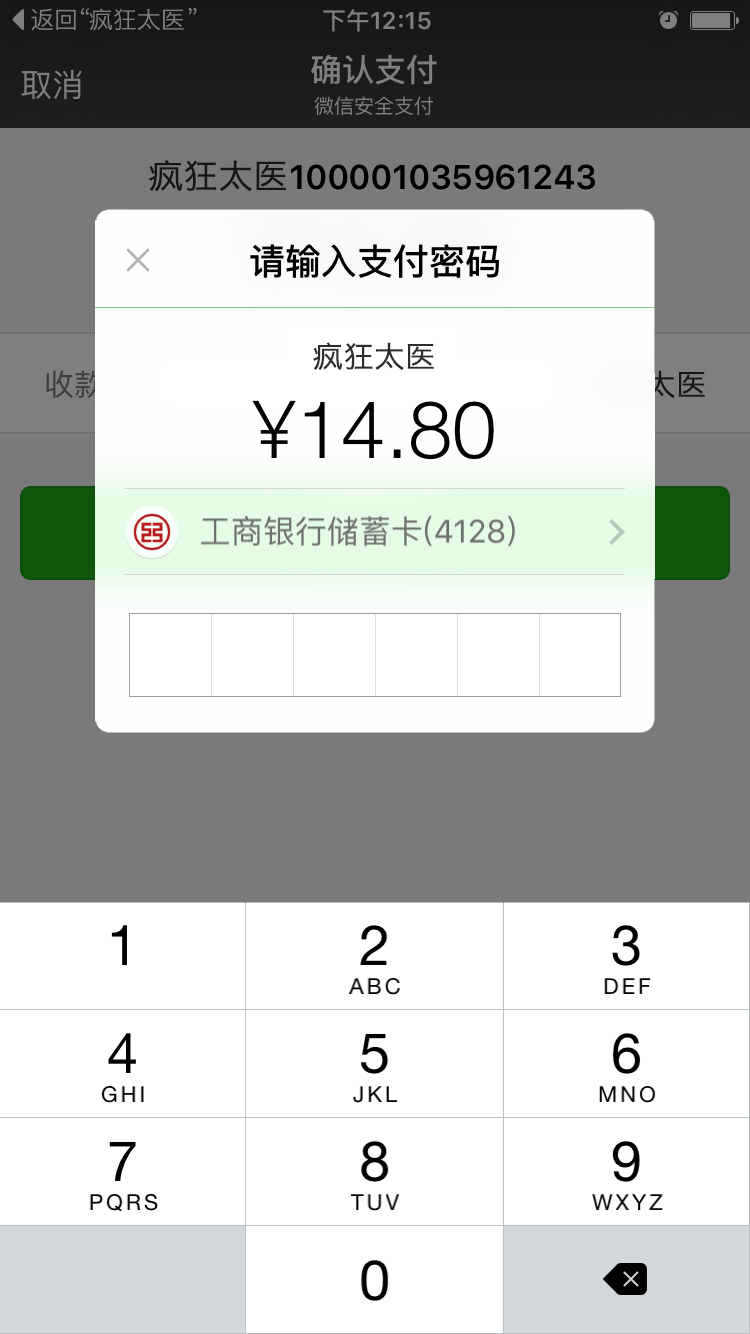 返回“疯狂太医”
下午12:15
取消
确认支付
微信安全支付
疯狂太医100001035961243
请输入支付密码
疯狂太医
¥14.80
收款
太医
工商银行储蓄卡(4128)
1
2
ABC
3
DEF
4
GHI
5
JKL
6
MNO
7
PQRS
8
TUV
9
WXYZ
0